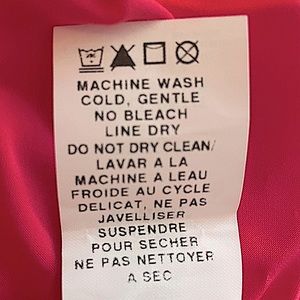 MACHINE WASH
COLD, GENTLE
NO BLEACH
LINE DRY
DO NOT DRY CLEAN/
LAVAR A LA
MACHINE A LEAU
FROIDE AU CYCLE
DELICAT, NE PAS
JAVELLISER
SUSPENDRE
POUR SECHER
NE PAS NETTOYER
A SEC